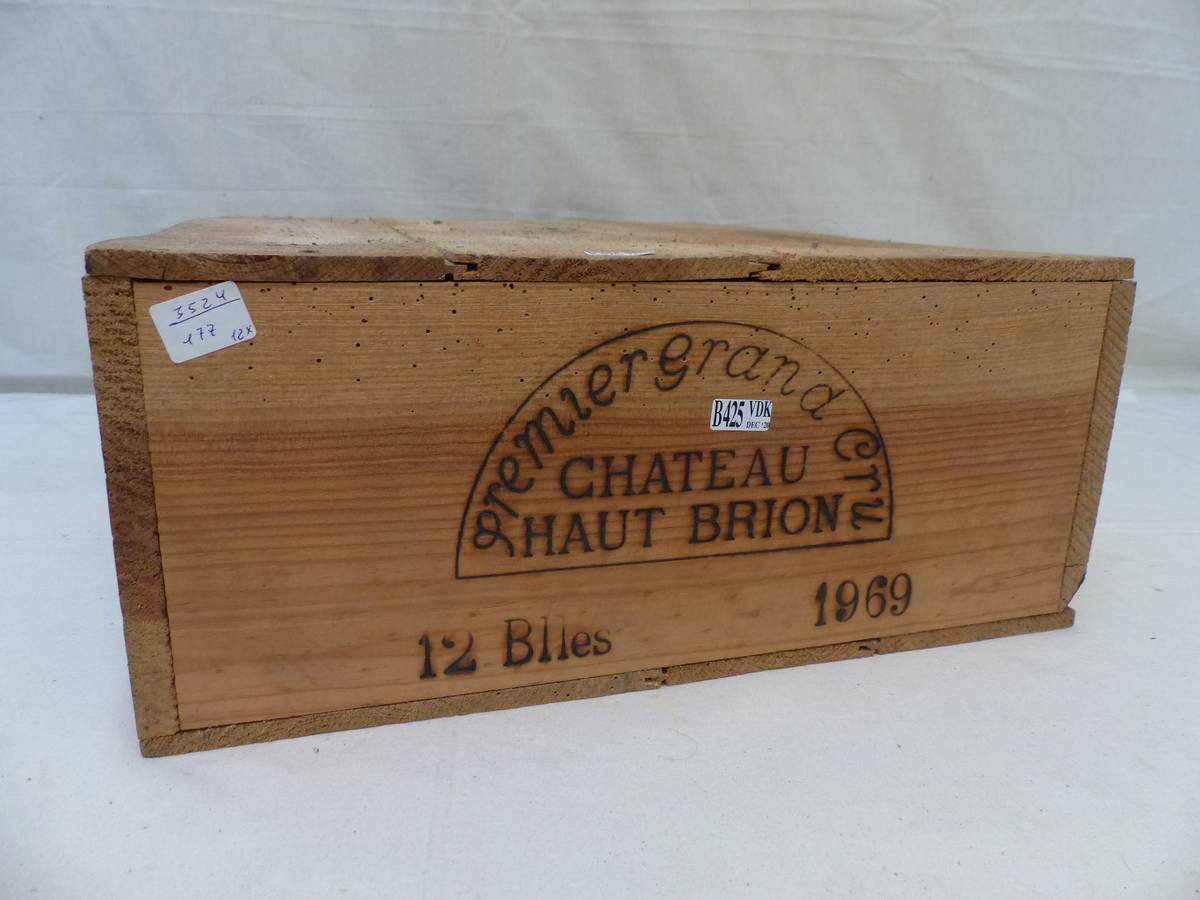 3524
177 12x
Premier Grand Cru
B425 VDK
DEC '20
CHATEAU
HAUT BRION
12 Blles
1969